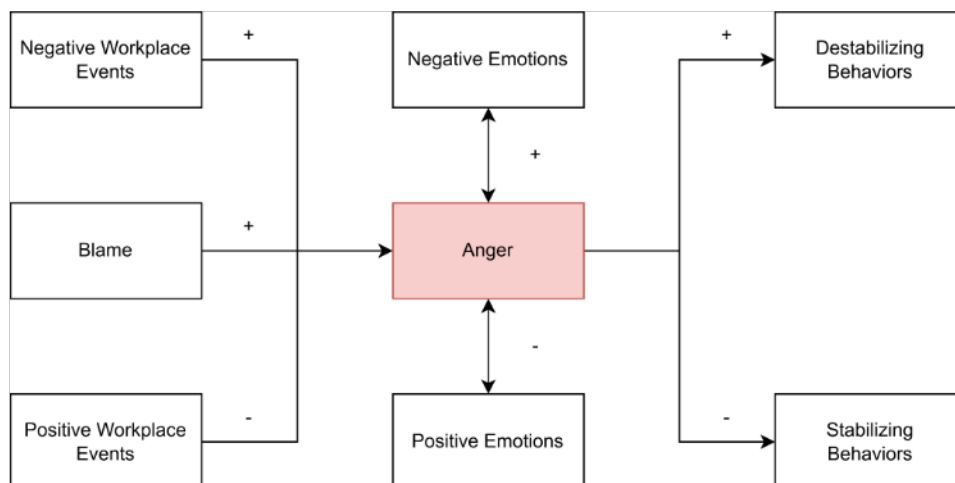 Negative Workplace
Events
+
Negative Emotions
+
Destabilizing
Behaviors
+
Blame
+
Anger
-
Positive Workplace
Events
-
Positive Emotions
-
Stabilizing
Behaviors